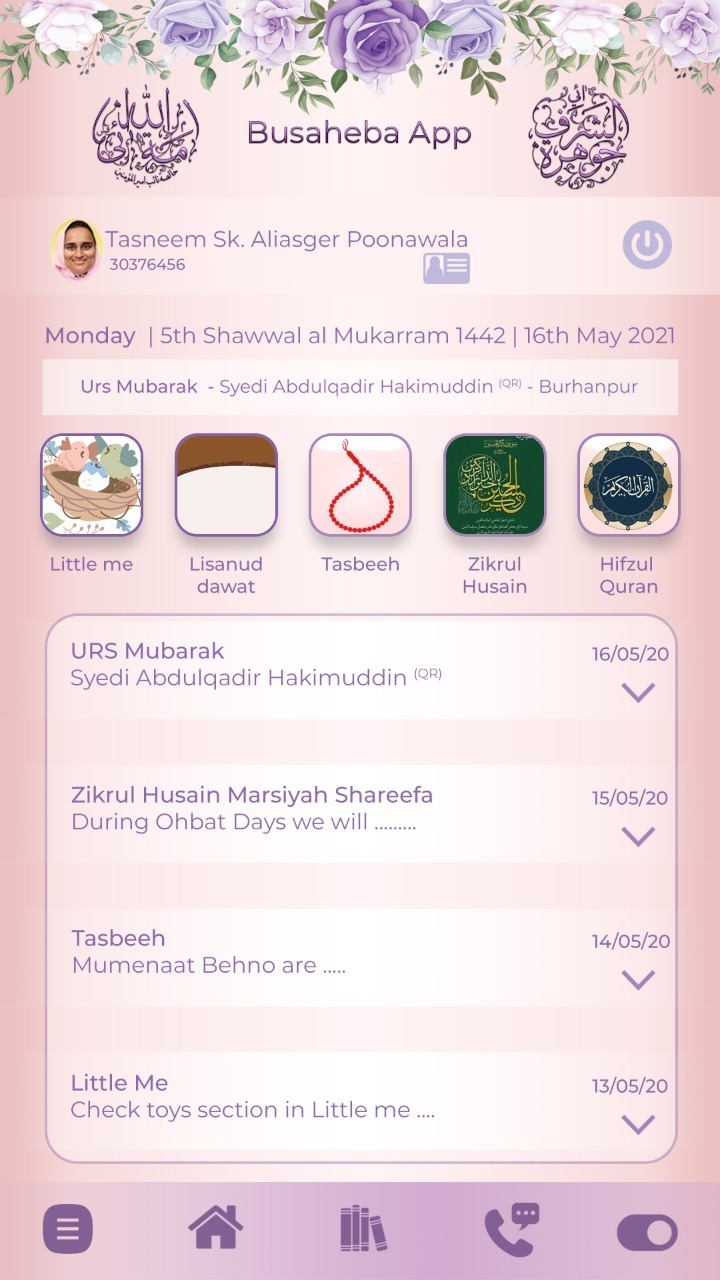 Busaheba App
Tasneem Sk. Aliasger Poonawala
30376456
Monday | 5th Shawwal al Mukarram 1442 | 16th May 2021
Urs Mubarak - Syedi Abdulqadir Hakimuddin (QR) - Burhanpur
القرآن الكريم
Little me
Lisanud
dawat
Tasbeeh
Zikrul
Husain
Hifzul
Quran
URS Mubarak
16/05/20
Syedi Abdulqadir Hakimuddin (QR)
Zikrul Husain Marsiyah Shareefa
15/05/20
During Ohbat Days we will .........
Tasbeeh
14/05/20
Mumenaat Behno are .....
Little Me
13/05/20
Check toys section in Little me ....